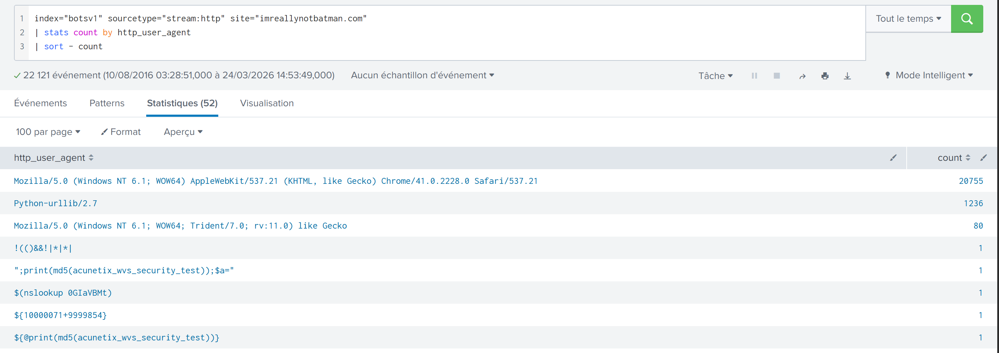 1 index="botsv1" sourcetype="stream:http" site="imreallynotbatman.com"
2 | stats count by http_user_agent
3 | sort - count
Tout le temps
22 121 événement (10/08/2016 03:28:51,000 à 24/03/2026 14:53:49,000)
Aucun échantillon d'événement
Tâche
Mode Intelligent
Événements Patterns Statistiques (52) Visualisation
100 par page Format Aperçu
http_user_agent count
Mozilla/5.0 (Windows NT 6.1; WOW64) AppleWebKit/537.21 (KHTML, like Gecko) Chrome/41.0.2228.0 Safari/537.21 20755
Python-urllib/2.7 1236
Mozilla/5.0 (Windows NT 6.1; WOW64; Trident/7.0; rv:11.0) like Gecko 80
!(()&&!|*|*| 1
";print(md5(acunetix_wvs_security_test));$a=" 1
$(nslookup 0GIaVBMt) 1
${10000071+9999854} 1
${@print(md5(acunetix_wvs_security_test))} 1